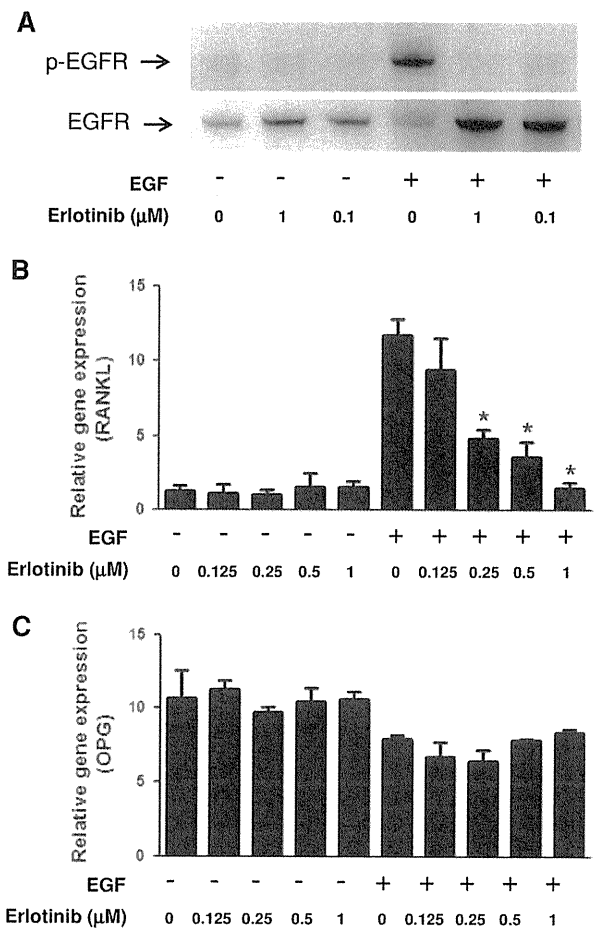 A
p-EGFR →
EGFR →
EGF - - - + + +
Erlotinib (µM) 0 1 0.1 0 1 0.1
B
Relative gene expression
(RANKL)
15
10
5
0
* * *
EGF - - - - - + + + + +
Erlotinib (µM) 0 0.125 0.25 0.5 1 0 0.125 0.25 0.5 1
C
Relative gene expression
(OPG)
15
10
5
0
EGF - - - - - + + + + +
Erlotinib (µM) 0 0.125 0.25 0.5 1 0 0.125 0.25 0.5 1